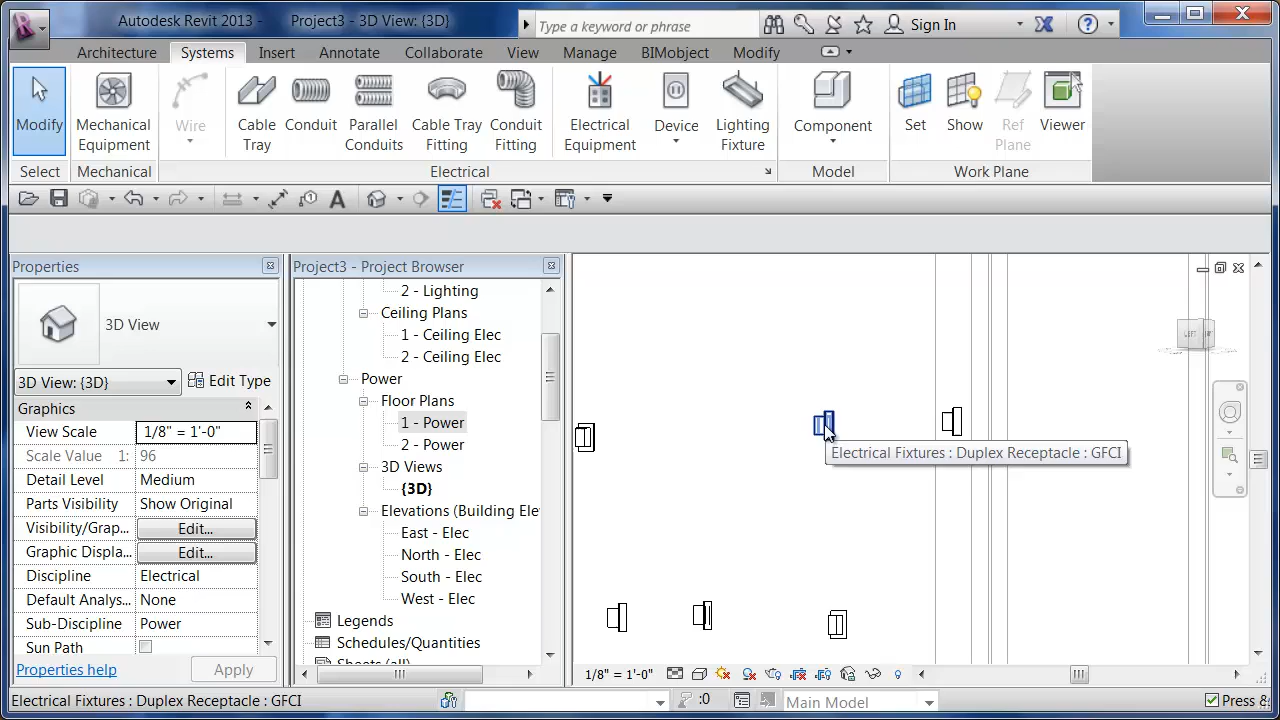 Autodesk Revit 2013 - Project3 - 3D View: {3D}
Type a keyword or phrase
Sign In
Architecture Systems Insert Annotate Collaborate View Manage BIMobject Modify
Modify
Mechanical Equipment
Wire
Cable Tray
Conduit
Parallel Conduits
Cable Tray Fitting
Conduit Fitting
Electrical Equipment
Device
Lighting Fixture
Component
Set
Show
Ref Plane
Viewer
Select Mechanical Electrical Model Work Plane
Properties
3D View
3D View: {3D}
Edit Type
Graphics
View Scale 1/8" = 1'-0"
Scale Value 1: 96
Detail Level Medium
Parts Visibility Show Original
Visibility/Grap... Edit...
Graphic Displa... Edit...
Discipline Electrical
Default Analys... None
Sub-Discipline Power
Sun Path
Properties help
Apply
Project3 - Project Browser
2 - Lighting
Ceiling Plans
1 - Ceiling Elec
2 - Ceiling Elec
Power
Floor Plans
1 - Power
2 - Power
3D Views
{3D}
Elevations (Building Ele
East - Elec
North - Elec
South - Elec
West - Elec
Legends
Schedules/Quantities
Sheets (all)
LEFT
Electrical Fixtures : Duplex Receptacle : GFCI
1/8" = 1'-0"
Electrical Fixtures : Duplex Receptacle : GFCI
:0
Main Model
Press &